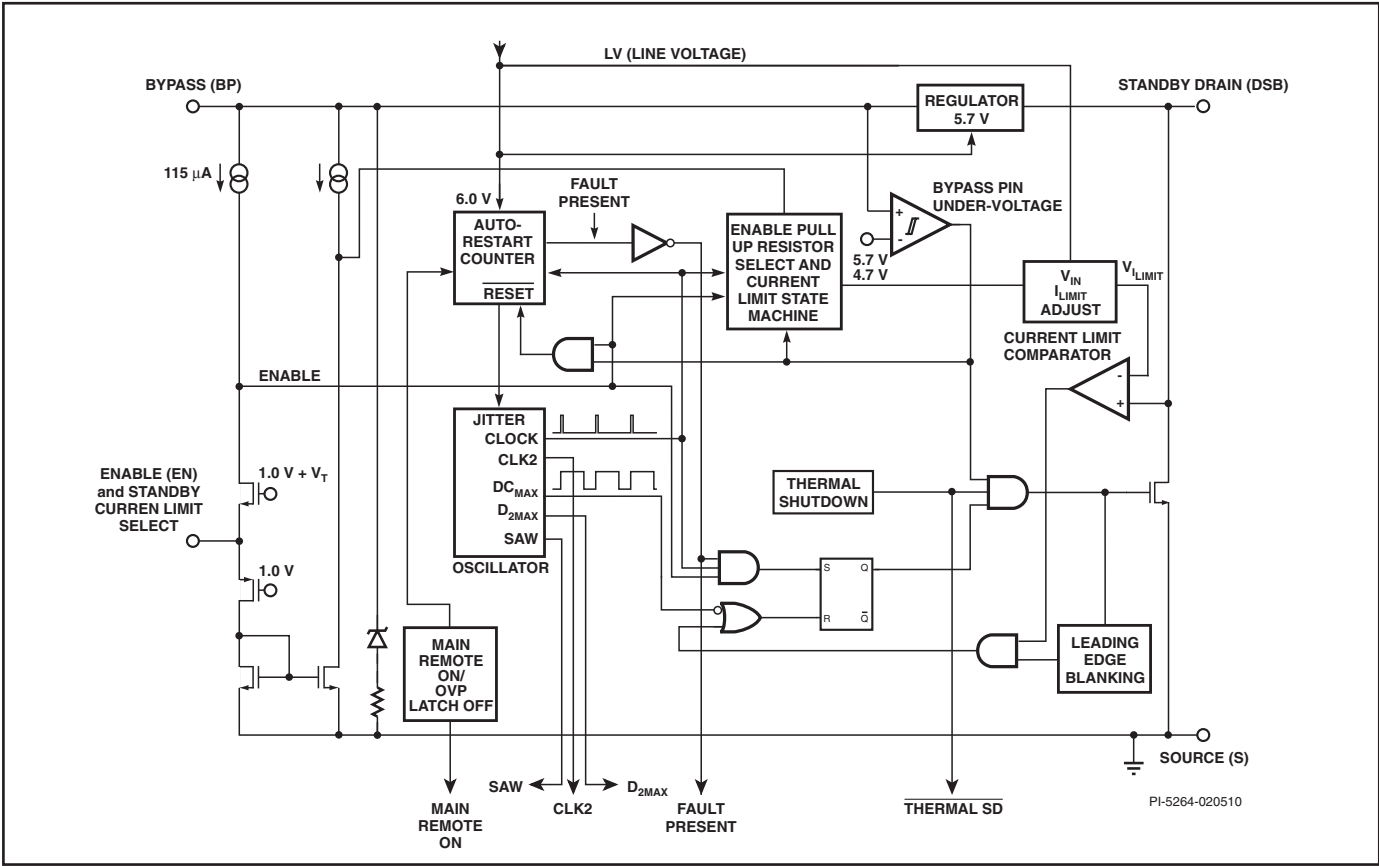 LV (LINE VOLTAGE)
BYPASS (BP)
STANDBY DRAIN (DSB)
REGULATOR
5.7 V
115 μA
6.0 V
FAULT
PRESENT
BYPASS PIN
UNDER-VOLTAGE
+
-
5.7 V
4.7 V
AUTO-
RESTART
COUNTER
RESET
ENABLE PULL
UP RESISTOR
SELECT AND
CURRENT
LIMIT STATE
MACHINE
VIN
ILIMIT
ADJUST
VILIMIT
CURRENT LIMIT
COMPARATOR
-
+
ENABLE
JITTER
CLOCK
CLK2
DCMAX
D2MAX
SAW
OSCILLATOR
ENABLE (EN)
and STANDBY
CURREN LIMIT
SELECT
1.0 V + VT
1.0 V
THERMAL
SHUTDOWN
S Q
R Q̅
MAIN
REMOTE
ON/
OVP
LATCH OFF
LEADING
EDGE
BLANKING
SOURCE (S)
SAW
CLK2
D2MAX
MAIN
REMOTE
ON
FAULT
PRESENT
THERMAL SD
PI-5264-020510